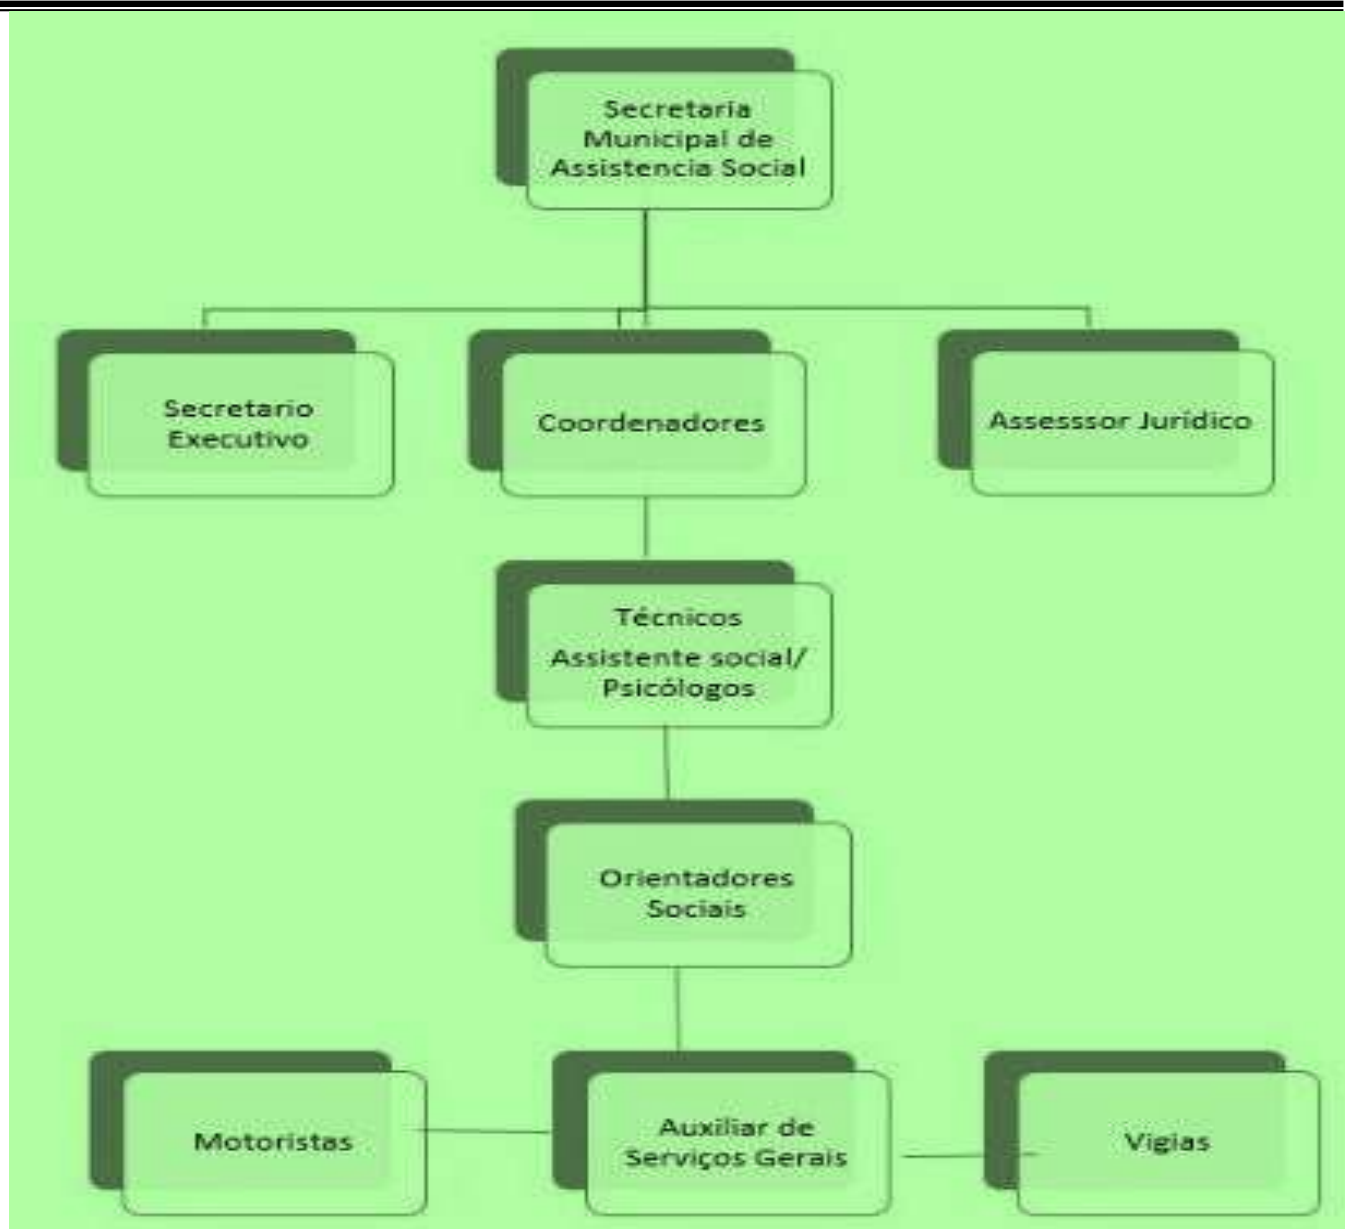 Secretaria
Municipal de
Assistencia Social
Secretario
Executivo
Coordenadores
Assesssor Jurídico
Técnicos
Assistente social/
Psicólogos
Orientadores
Sociais
Motoristas
Auxiliar de
Serviços Gerais
Vigias